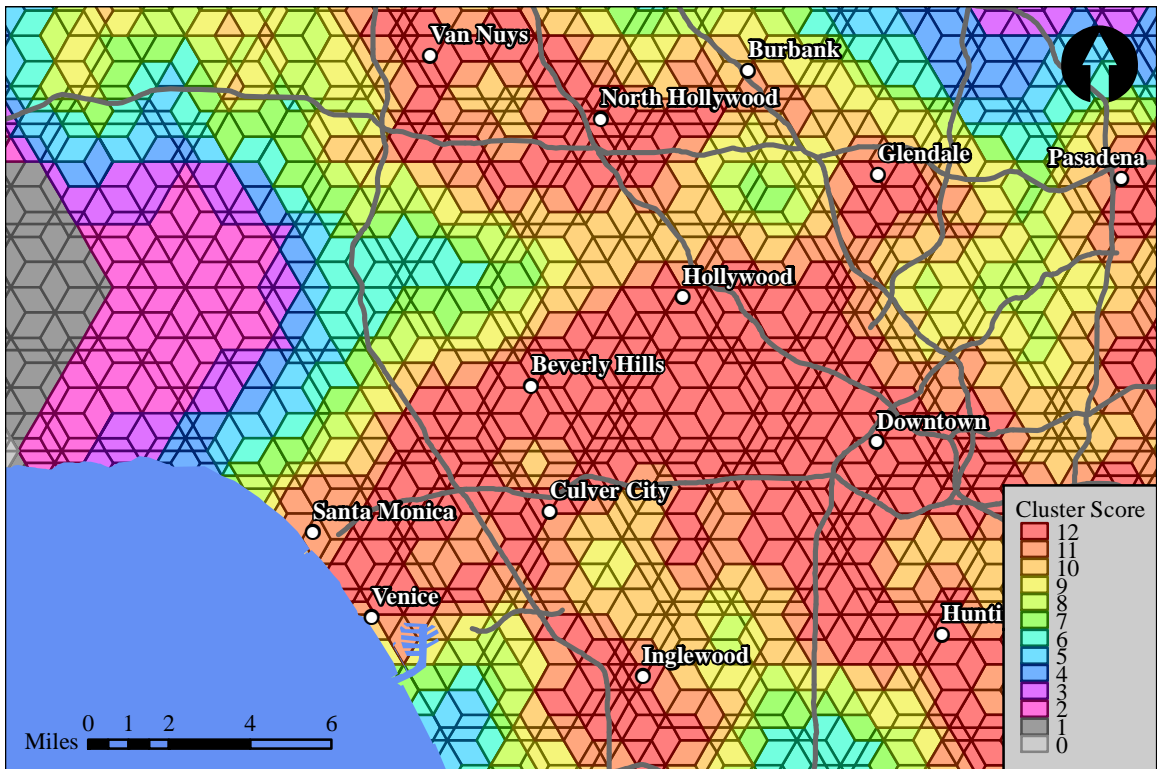 Van Nuys
Burbank
North Hollywood
Glendale
Pasadena
Hollywood
Beverly Hills
Downtown
Culver City
Santa Monica
Venice
Hunti
Inglewood
Cluster Score
12
11
10
9
8
7
6
5
4
3
2
1
0
0 1 2 4 6
Miles